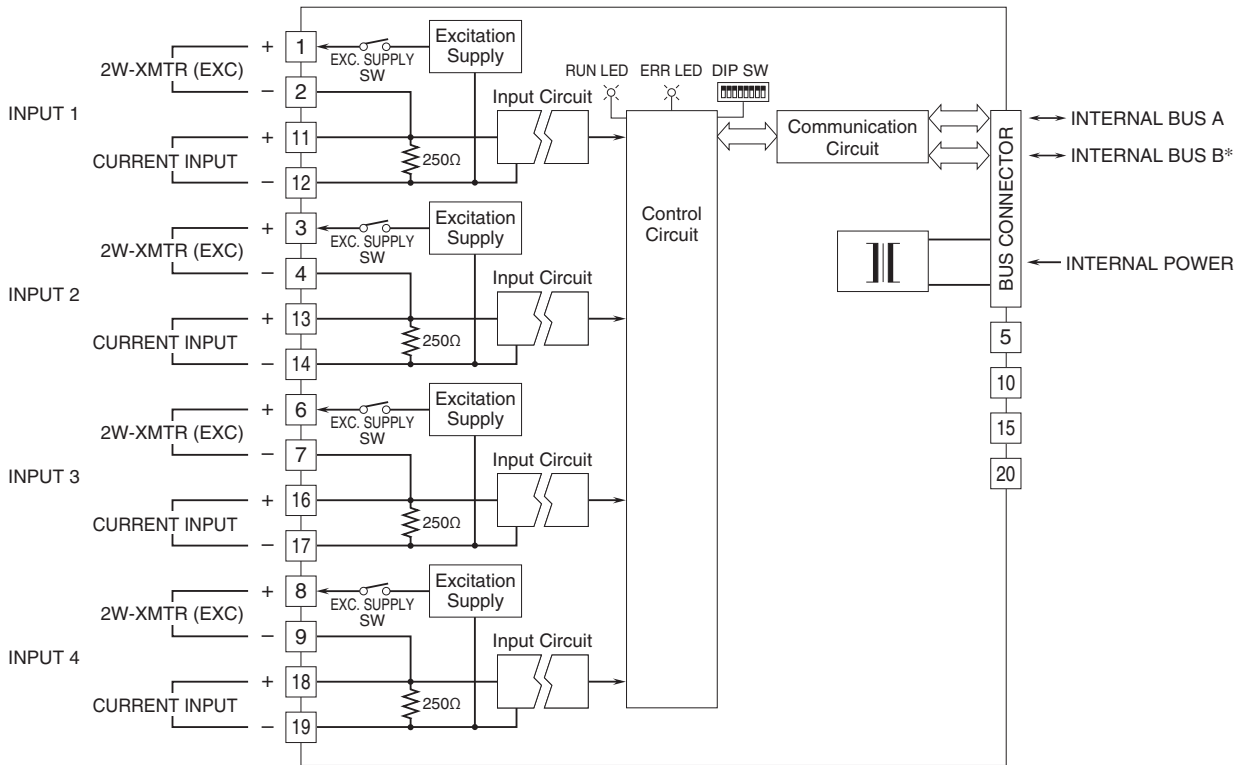 INPUT 1
2W-XMTR (EXC)
+ 1
− 2
CURRENT INPUT
+ 11
− 12
EXC. SUPPLY
SW
Excitation
Supply
Input Circuit
250Ω
INPUT 2
2W-XMTR (EXC)
+ 3
− 4
CURRENT INPUT
+ 13
− 14
EXC. SUPPLY
SW
Excitation
Supply
Input Circuit
250Ω
INPUT 3
2W-XMTR (EXC)
+ 6
− 7
CURRENT INPUT
+ 16
− 17
EXC. SUPPLY
SW
Excitation
Supply
Input Circuit
250Ω
INPUT 4
2W-XMTR (EXC)
+ 8
− 9
CURRENT INPUT
+ 18
− 19
EXC. SUPPLY
SW
Excitation
Supply
Input Circuit
250Ω
RUN LED
ERR LED
DIP SW
Control
Circuit
Communication
Circuit
BUS CONNECTOR
INTERNAL BUS A
INTERNAL BUS B*
INTERNAL POWER
5
10
15
20